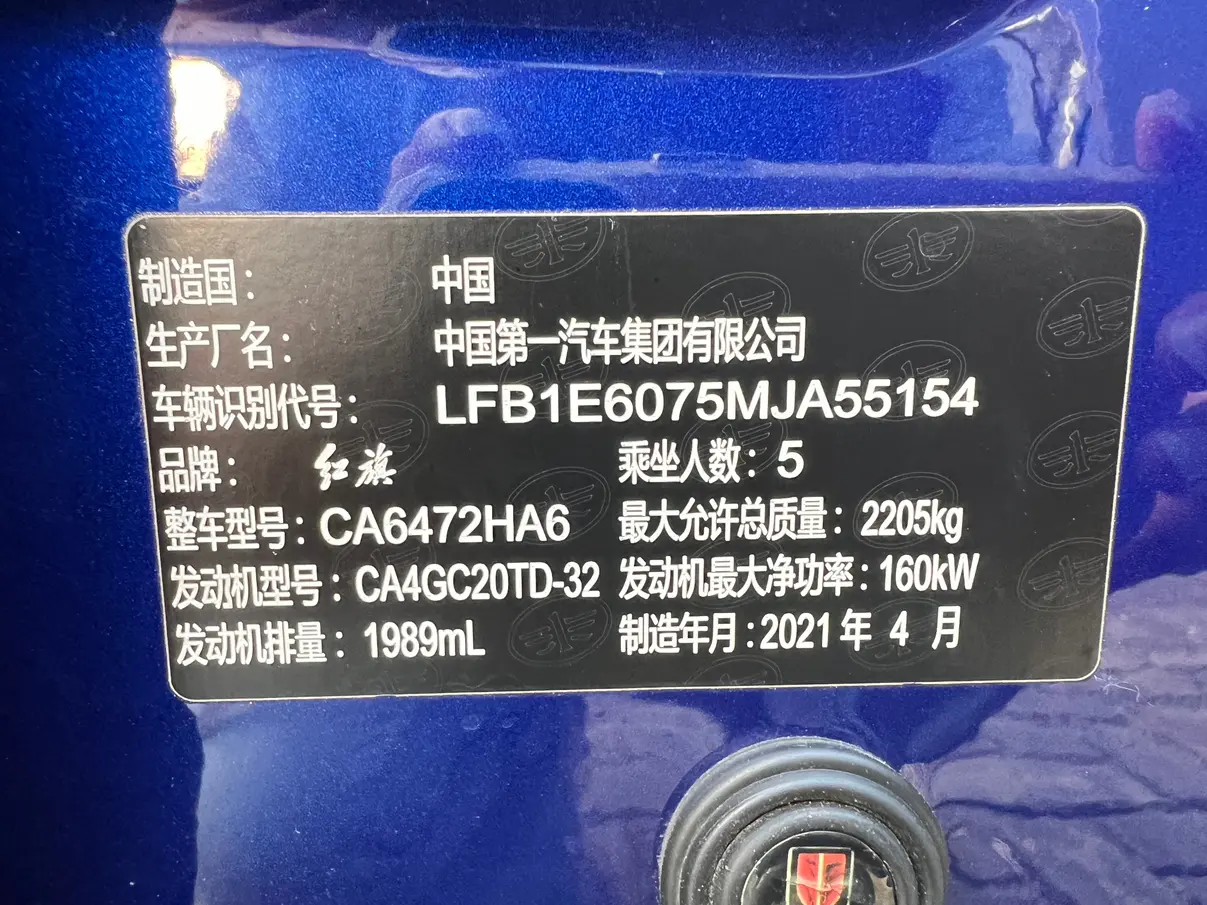 制造国： 中国
生产厂名： 中国第一汽车集团有限公司
车辆识别代号： LFB1E6075MJA55154
品牌： 红旗 乘坐人数：5
整车型号：CA6472HA6 最大允许总质量：2205kg
发动机型号：CA4GC20TD-32 发动机最大净功率：160kW
发动机排量：1989mL 制造年月：2021年 4 月